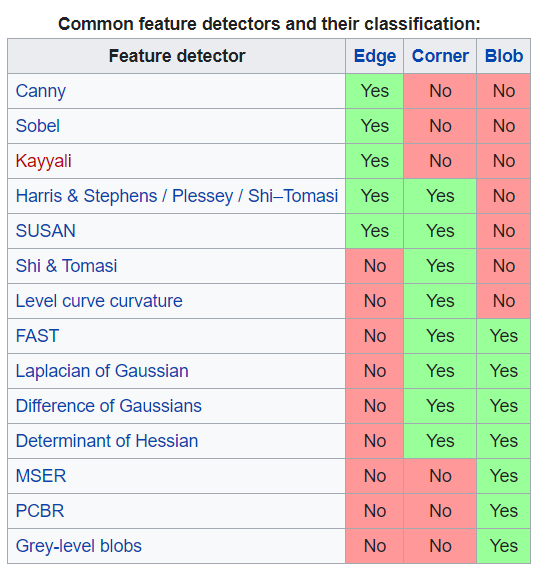 Common feature detectors and their classification:
Feature detector Edge Corner Blob
Canny Yes No No
Sobel Yes No No
Kayyali Yes No No
Harris & Stephens / Plessey / Shi–Tomasi Yes Yes No
SUSAN Yes Yes No
Shi & Tomasi No Yes No
Level curve curvature No Yes No
FAST No Yes Yes
Laplacian of Gaussian No Yes Yes
Difference of Gaussians No Yes Yes
Determinant of Hessian No Yes Yes
MSER No No Yes
PCBR No No Yes
Grey-level blobs No No Yes